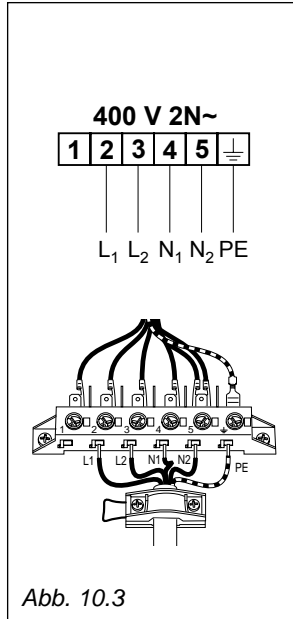 400 V 2N~
1 2 3 4 5 ⏚
L₁ L₂ N₁ N₂ PE
1 2 3 4 5 ⏚
L1 L2 N1 N2 PE
Abb. 10.3